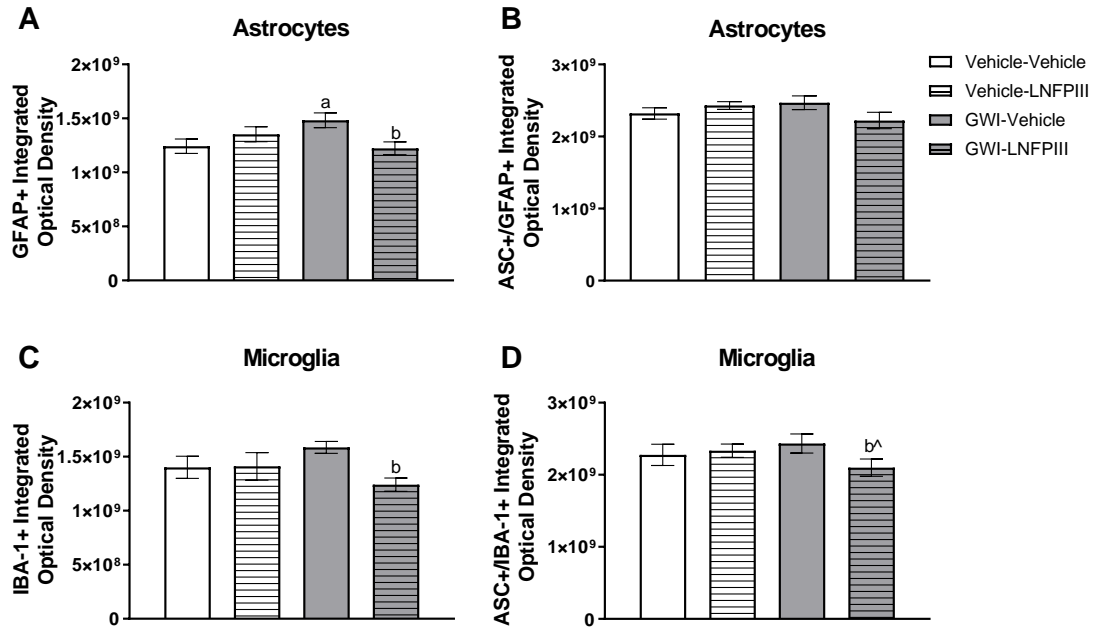 A
Astrocytes
GFAP+ Integrated
Optical Density
2×10⁹
1.5×10⁹
1×10⁹
5×10⁸
0
a
b
B
Astrocytes
ASC+/GFAP+ Integrated
Optical Density
3×10⁹
2×10⁹
1×10⁹
0
Vehicle-Vehicle
Vehicle-LNFPIII
GWI-Vehicle
GWI-LNFPIII
C
Microglia
IBA-1+ Integrated
Optical Density
2×10⁹
1.5×10⁹
1×10⁹
5×10⁸
0
b
D
Microglia
ASC+/IBA-1+ Integrated
Optical Density
3×10⁹
2×10⁹
1×10⁹
0
b^